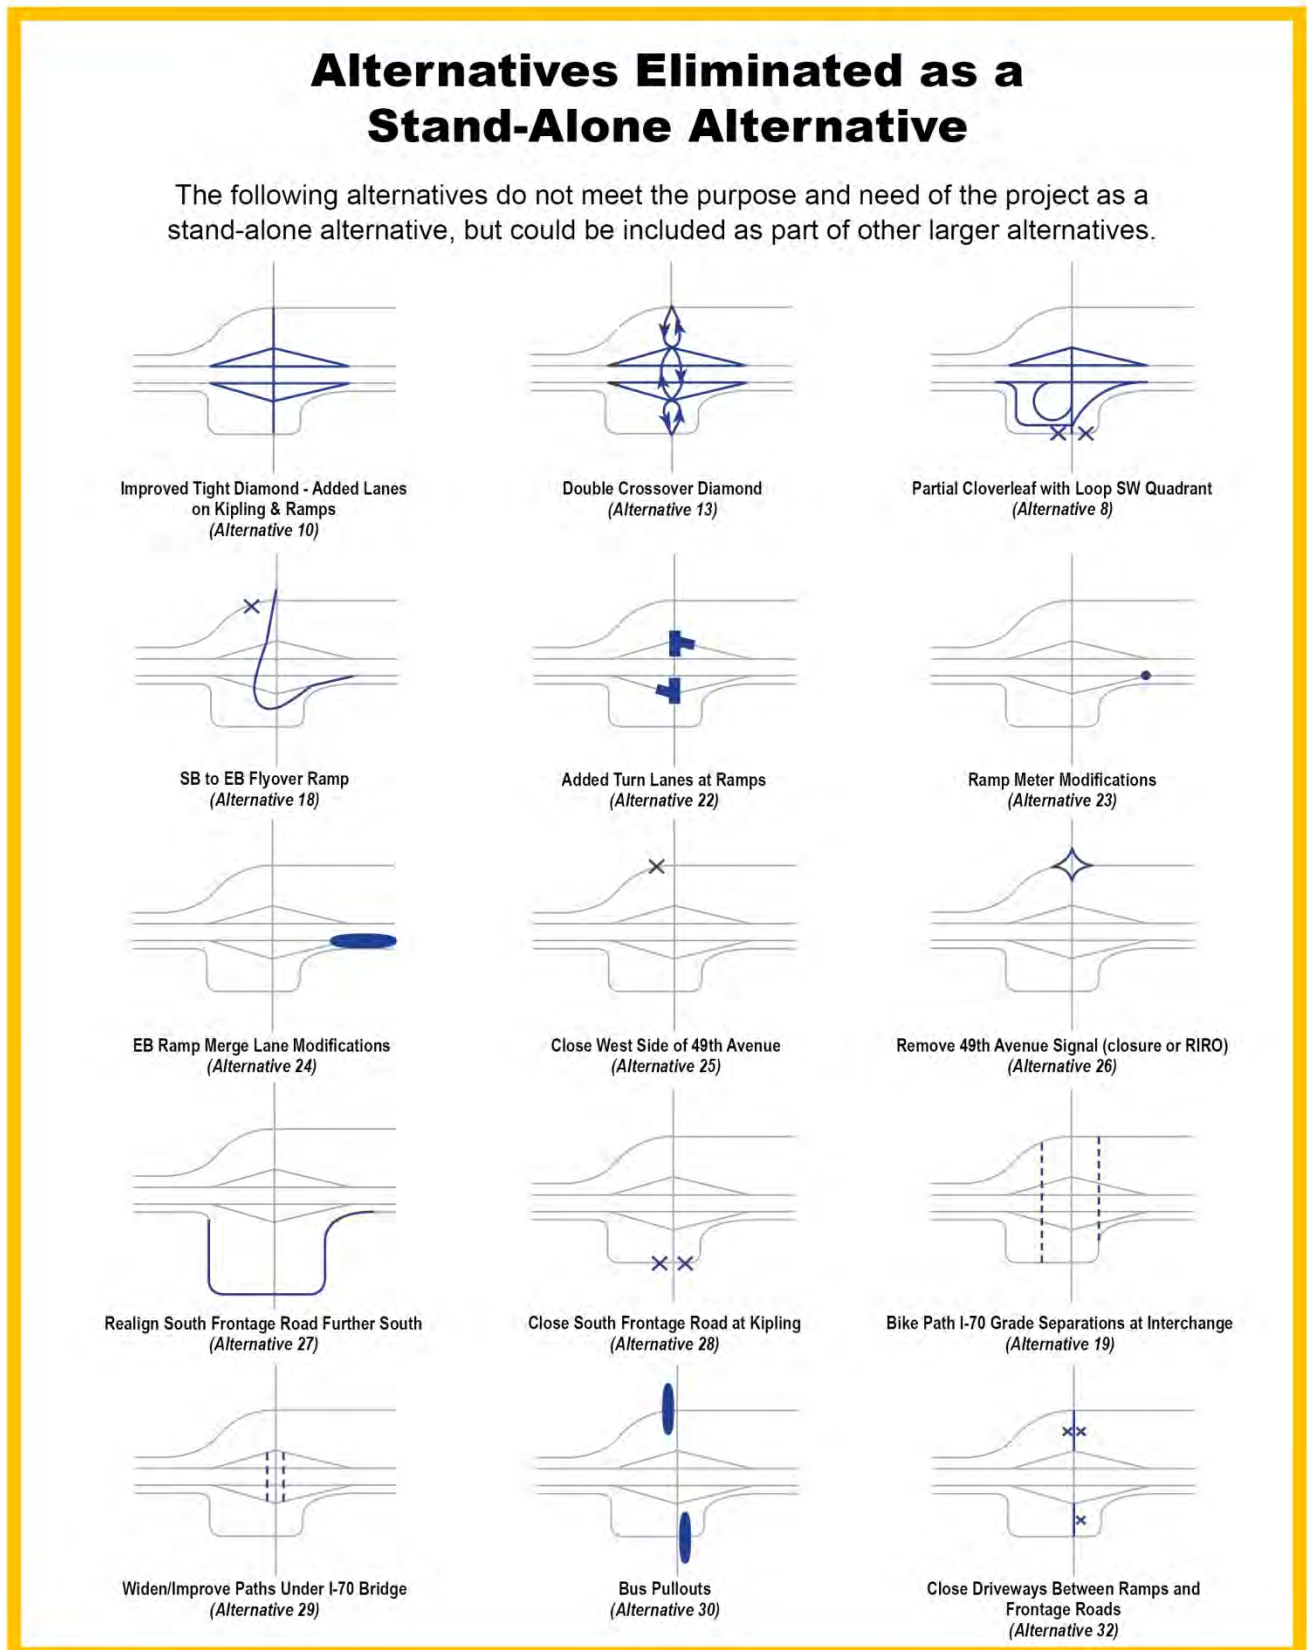 Alternatives Eliminated as a
Stand-Alone Alternative
The following alternatives do not meet the purpose and need of the project as a
stand-alone alternative, but could be included as part of other larger alternatives.
Improved Tight Diamond - Added Lanes
on Kipling & Ramps
(Alternative 10)
Double Crossover Diamond
(Alternative 13)
Partial Cloverleaf with Loop SW Quadrant
(Alternative 8)
SB to EB Flyover Ramp
(Alternative 18)
Added Turn Lanes at Ramps
(Alternative 22)
Ramp Meter Modifications
(Alternative 23)
EB Ramp Merge Lane Modifications
(Alternative 24)
Close West Side of 49th Avenue
(Alternative 25)
Remove 49th Avenue Signal (closure or RIRO)
(Alternative 26)
Realign South Frontage Road Further South
(Alternative 27)
Close South Frontage Road at Kipling
(Alternative 28)
Bike Path I-70 Grade Separations at Interchange
(Alternative 19)
Widen/Improve Paths Under I-70 Bridge
(Alternative 29)
Bus Pullouts
(Alternative 30)
Close Driveways Between Ramps and
Frontage Roads
(Alternative 32)